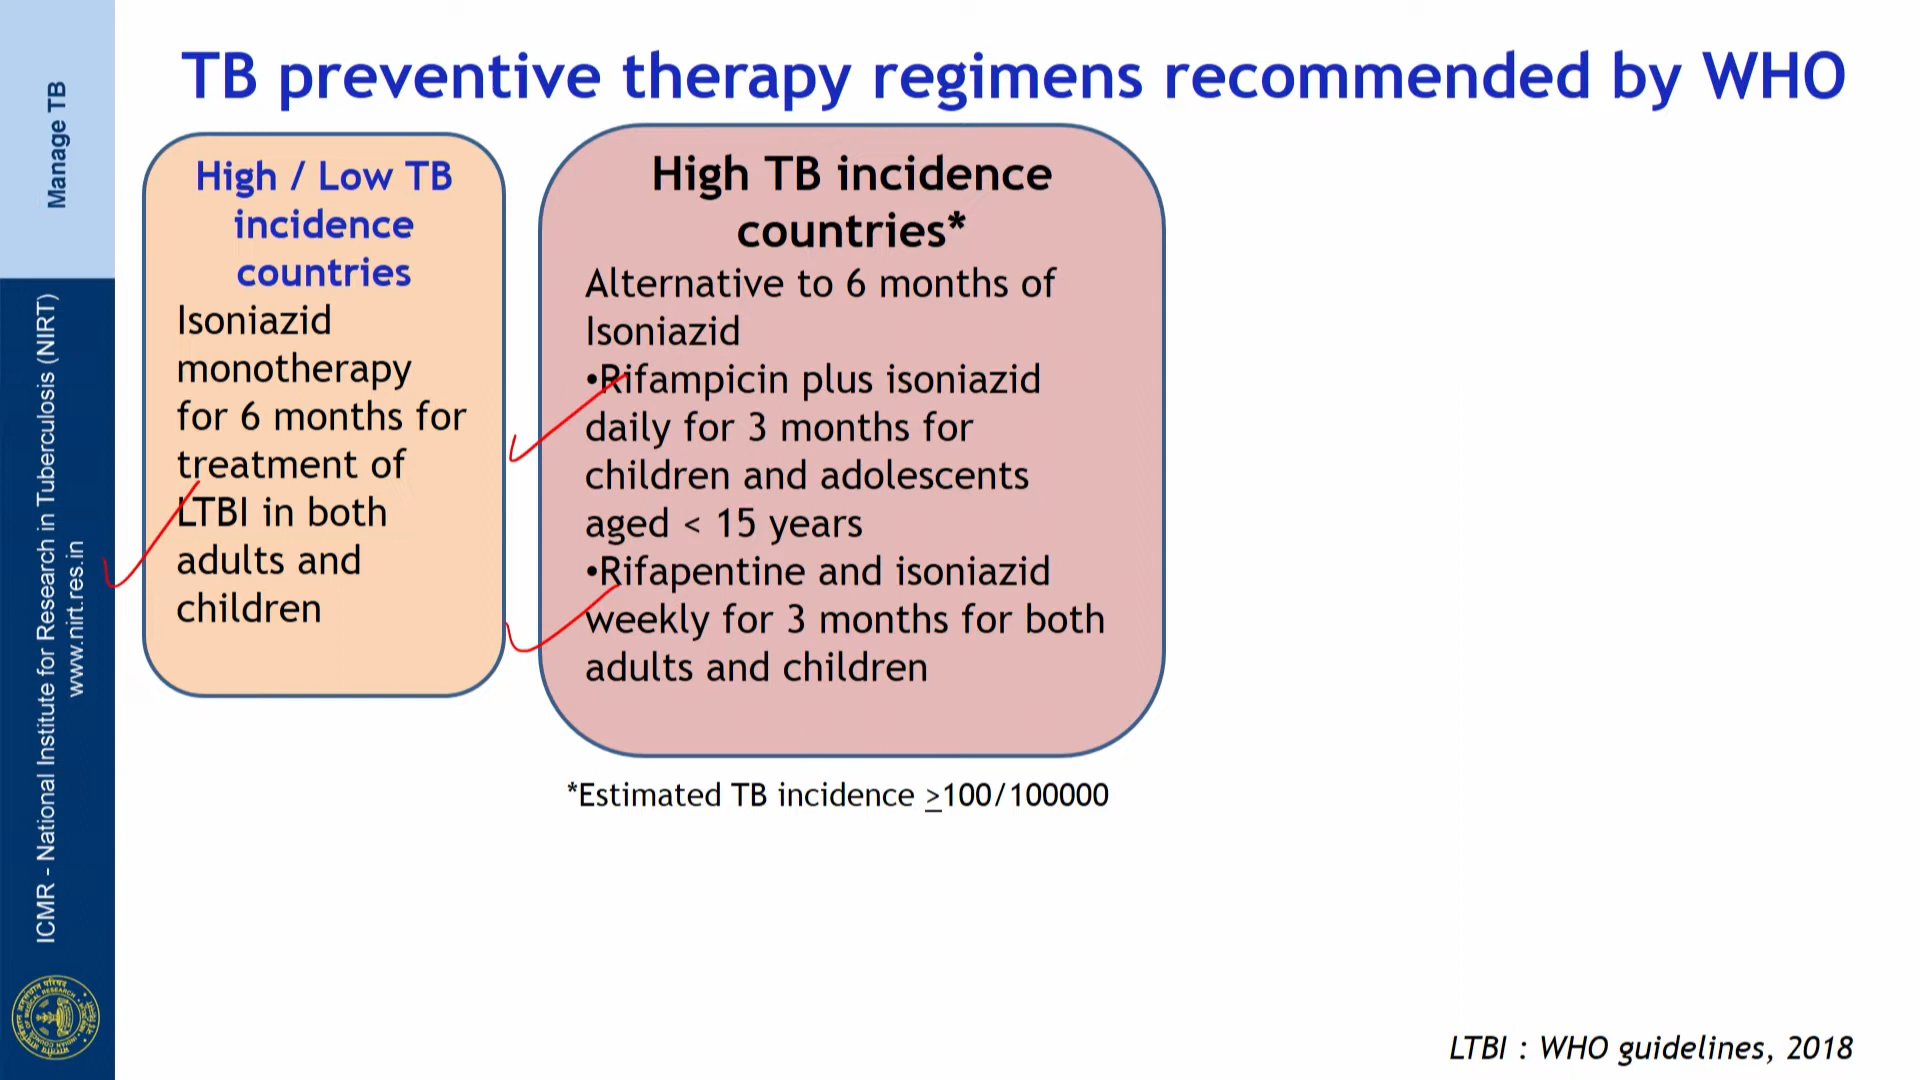 TB preventive therapy regimens recommended by WHO
Manage TB
ICMR - National Institute for Research in Tuberculosis (NIRT)
www.nirt.res.in
High / Low TB
incidence
countries
Isoniazid
monotherapy
for 6 months for
treatment of
LTBI in both
adults and
children
High TB incidence
countries*
Alternative to 6 months of
Isoniazid
•Rifampicin plus isoniazid
daily for 3 months for
children and adolescents
aged < 15 years
•Rifapentine and isoniazid
weekly for 3 months for both
adults and children
*Estimated TB incidence ≥100/100000
LTBI : WHO guidelines, 2018